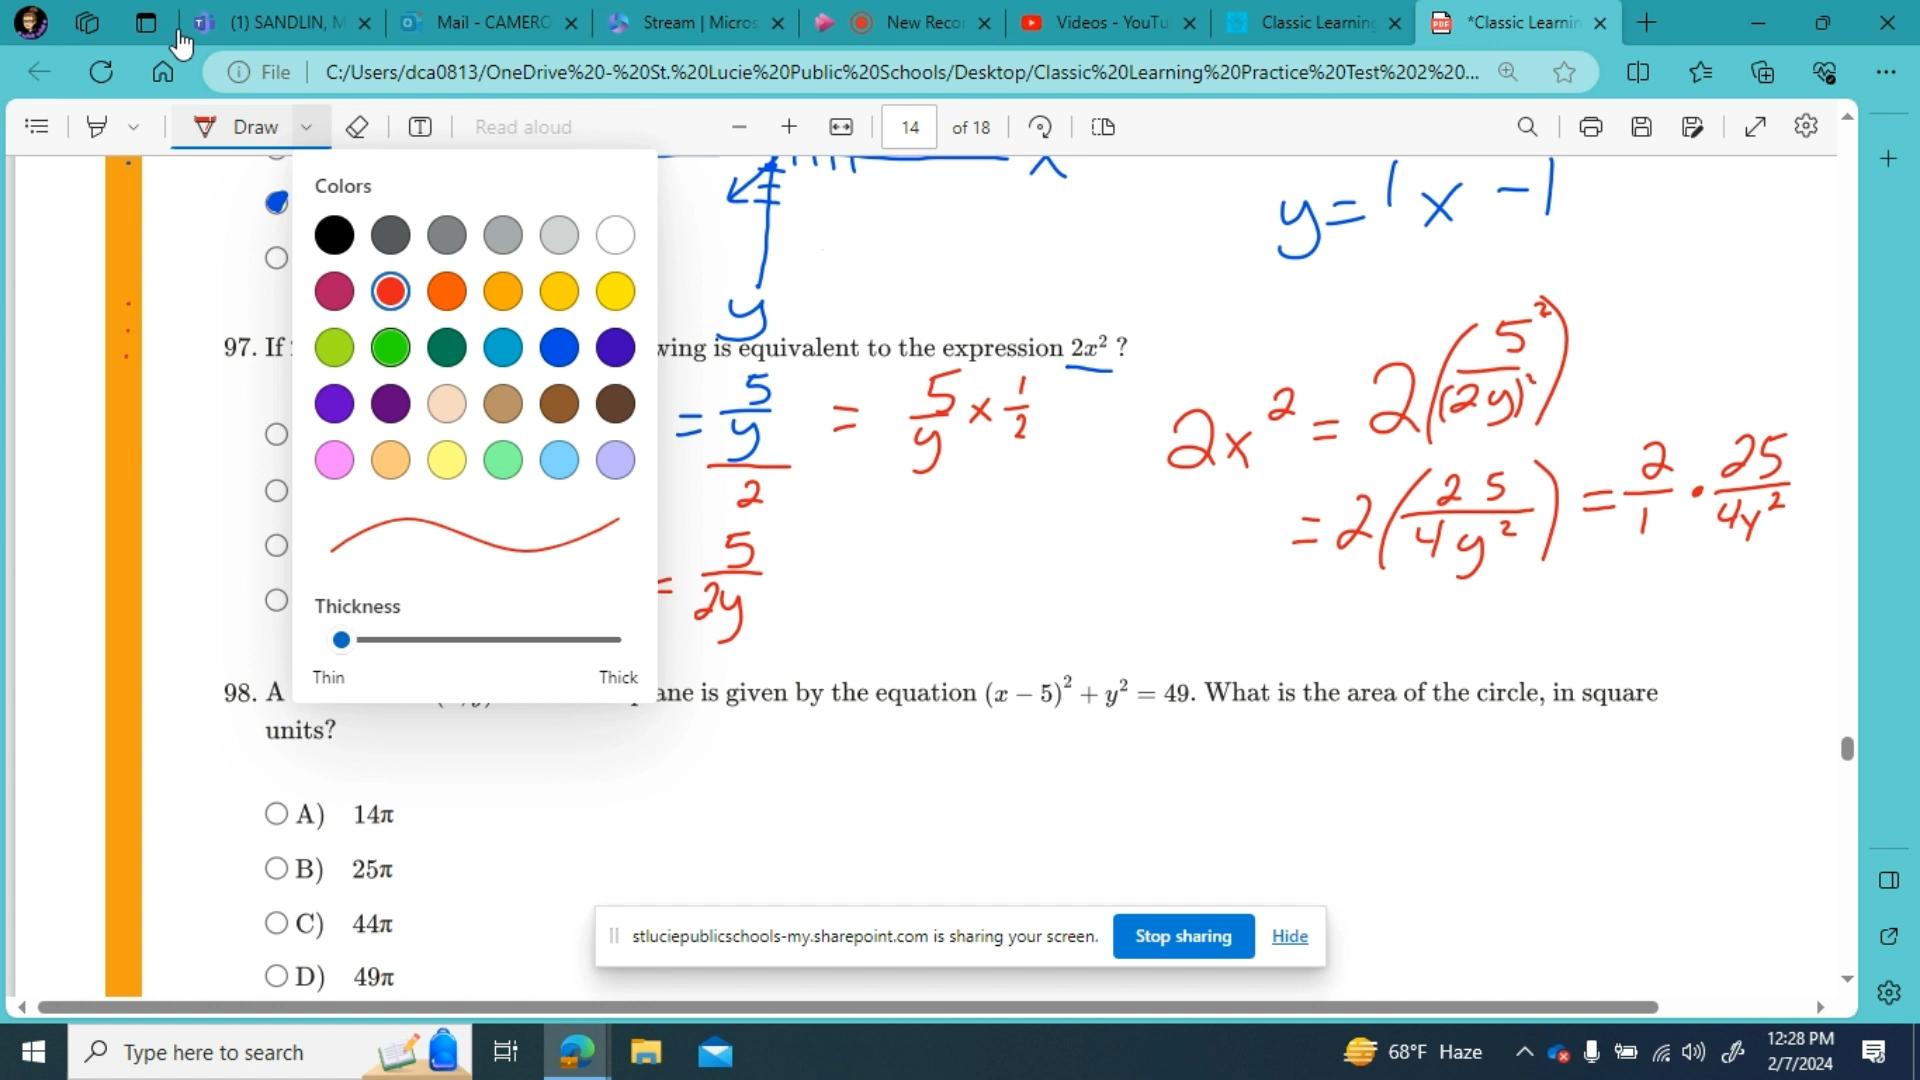 (1) SANDLIN, M
Mail - CAMERO
Stream | Micros
New Reco
Videos - YouTu
Classic Learning
*Classic Learnin
File
C:/Users/dca0813/OneDrive%20-%20St.%20Lucie%20Public%20Schools/Desktop/Classic%20Learning%20Practice%20Test%202%20...
Draw
Read aloud
14
of 18
Colors
Thickness
Thin
Thick
x
y
y = 1x - 1
97. If
wing is equivalent to the expression 2x² ?
= 5/y
2
= 5/y × 1/2
= 5/2y
2x² = 2(5²/(2y)²)
= 2(25/4y²) = 2/1 • 25/4y²
98. A
ane is given by the equation (x − 5)² + y² = 49. What is the area of the circle, in square
units?
A) 14π
B) 25π
C) 44π
D) 49π
stluciepublicschools-my.sharepoint.com is sharing your screen.
Stop sharing
Hide
Type here to search
68°F Haze
12:28 PM
2/7/2024